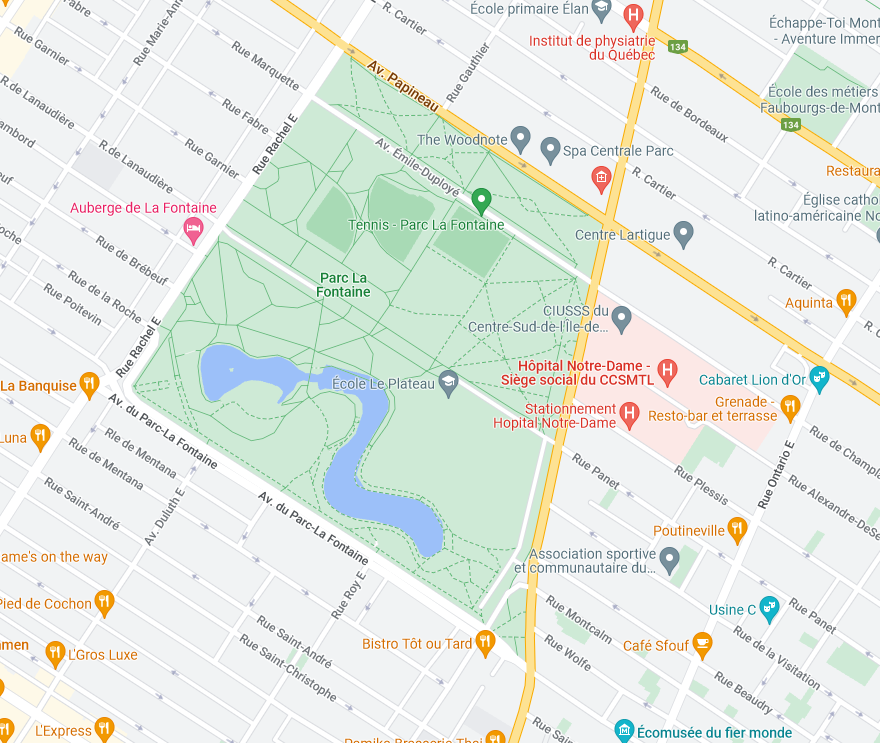 Fabre
R. Cartier
École primaire Élan
Rue Marie-Ann
Rue Garnier
Institut de physiatrie
du Québec
134
Échappe-Toi Mont
- Aventure Immer
Rue Marquette
Av. Papineau
Rue Gauthier
École des métiers
Faubourgs-de-Mont
134
R.de Lanaudière
Rue Fabre
Rue Rachel E
Rue de Bordeaux
The Woodnote
Spa Centrale Parc
Rue Garnier
R.de Lanaudière
Av. Émile-Duployé
R. Cartier
Restaura
Auberge de La Fontaine
Tennis - Parc La Fontaine
Église catho
latino-américaine No
Centre Lartigue
Rue de Brébeuf
Rue de la Roche
Rue Poitevin
Parc La
Fontaine
R. Cartier
Aquinta
CIUSSS du
Centre-Sud-de-l'Île-de...
Rue Rachel E
La Banquise
École Le Plateau
Hôpital Notre-Dame -
Siège social du CCSMTL
Cabaret Lion d'Or
Stationnement
Hopital Notre-Dame
Grenade -
Resto-bar et terrasse
Luna
Av. du Parc-La Fontaine
Rle de Mentana
Rue de Mentana
Rue de Champla
Rue Panet
Rue Plessis
Rue Ontario E
Rue Saint-André
Av. Duluth E
Av. du Parc-La Fontaine
Rue Alexandre-DeSe
Poutineville
ame's on the way
Association sportive
et communautaire du...
Rue Roy E
Pied de Cochon
Rue Montcalm
Usine C
Rue Panet
Rue Saint-André
Rue Saint-Christophe
Bistro Tôt ou Tard
Rue Wolfe
Café Sfouf
Rue de la Visitation
L'Gros Luxe
Rue Beaudry
L'Express
Écomusée du fier monde